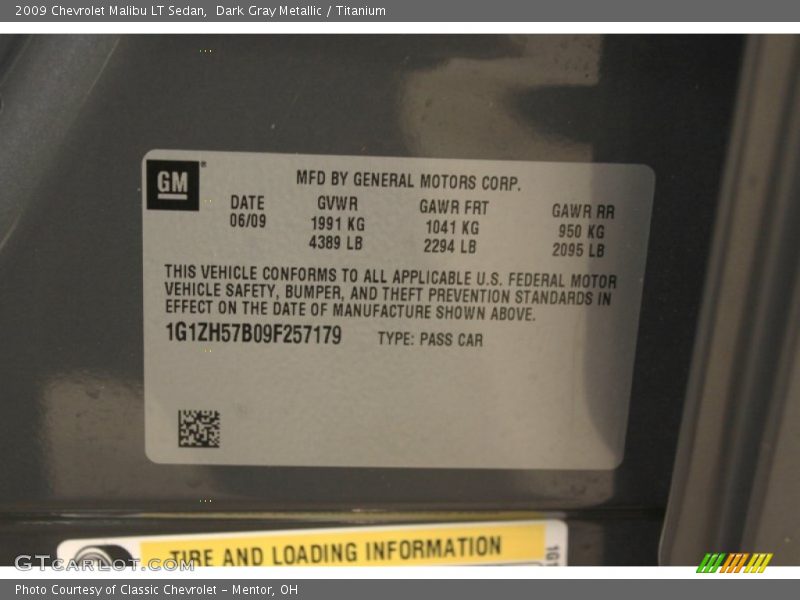 2009 Chevrolet Malibu LT Sedan,  Dark Gray Metallic / Titanium
GM
MFD BY GENERAL MOTORS CORP.
DATE GVWR GAWR FRT GAWR RR
06/09 1991 KG 1041 KG 950 KG
4389 LB 2294 LB 2095 LB
THIS VEHICLE CONFORMS TO ALL APPLICABLE U.S. FEDERAL MOTOR
VEHICLE SAFETY, BUMPER, AND THEFT PREVENTION STANDARDS IN
EFFECT ON THE DATE OF MANUFACTURE SHOWN ABOVE.
1G1ZH57B09F257179 TYPE: PASS CAR
TIRE AND LOADING INFORMATION
GTCarLot.com
Photo Courtesy of Classic Chevrolet - Mentor, OH